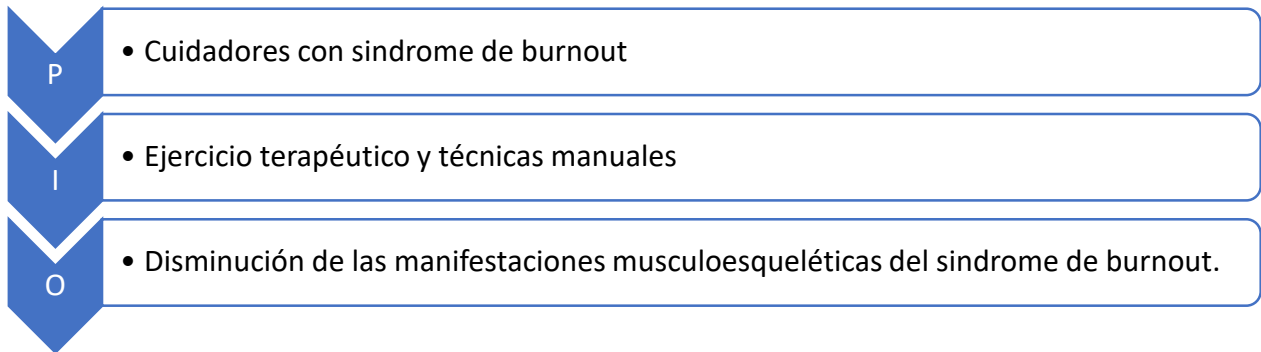 P
• Cuidadores con sindrome de burnout
I
• Ejercicio terapéutico y técnicas manuales
O
• Disminución de las manifestaciones musculoesqueléticas del sindrome de burnout.